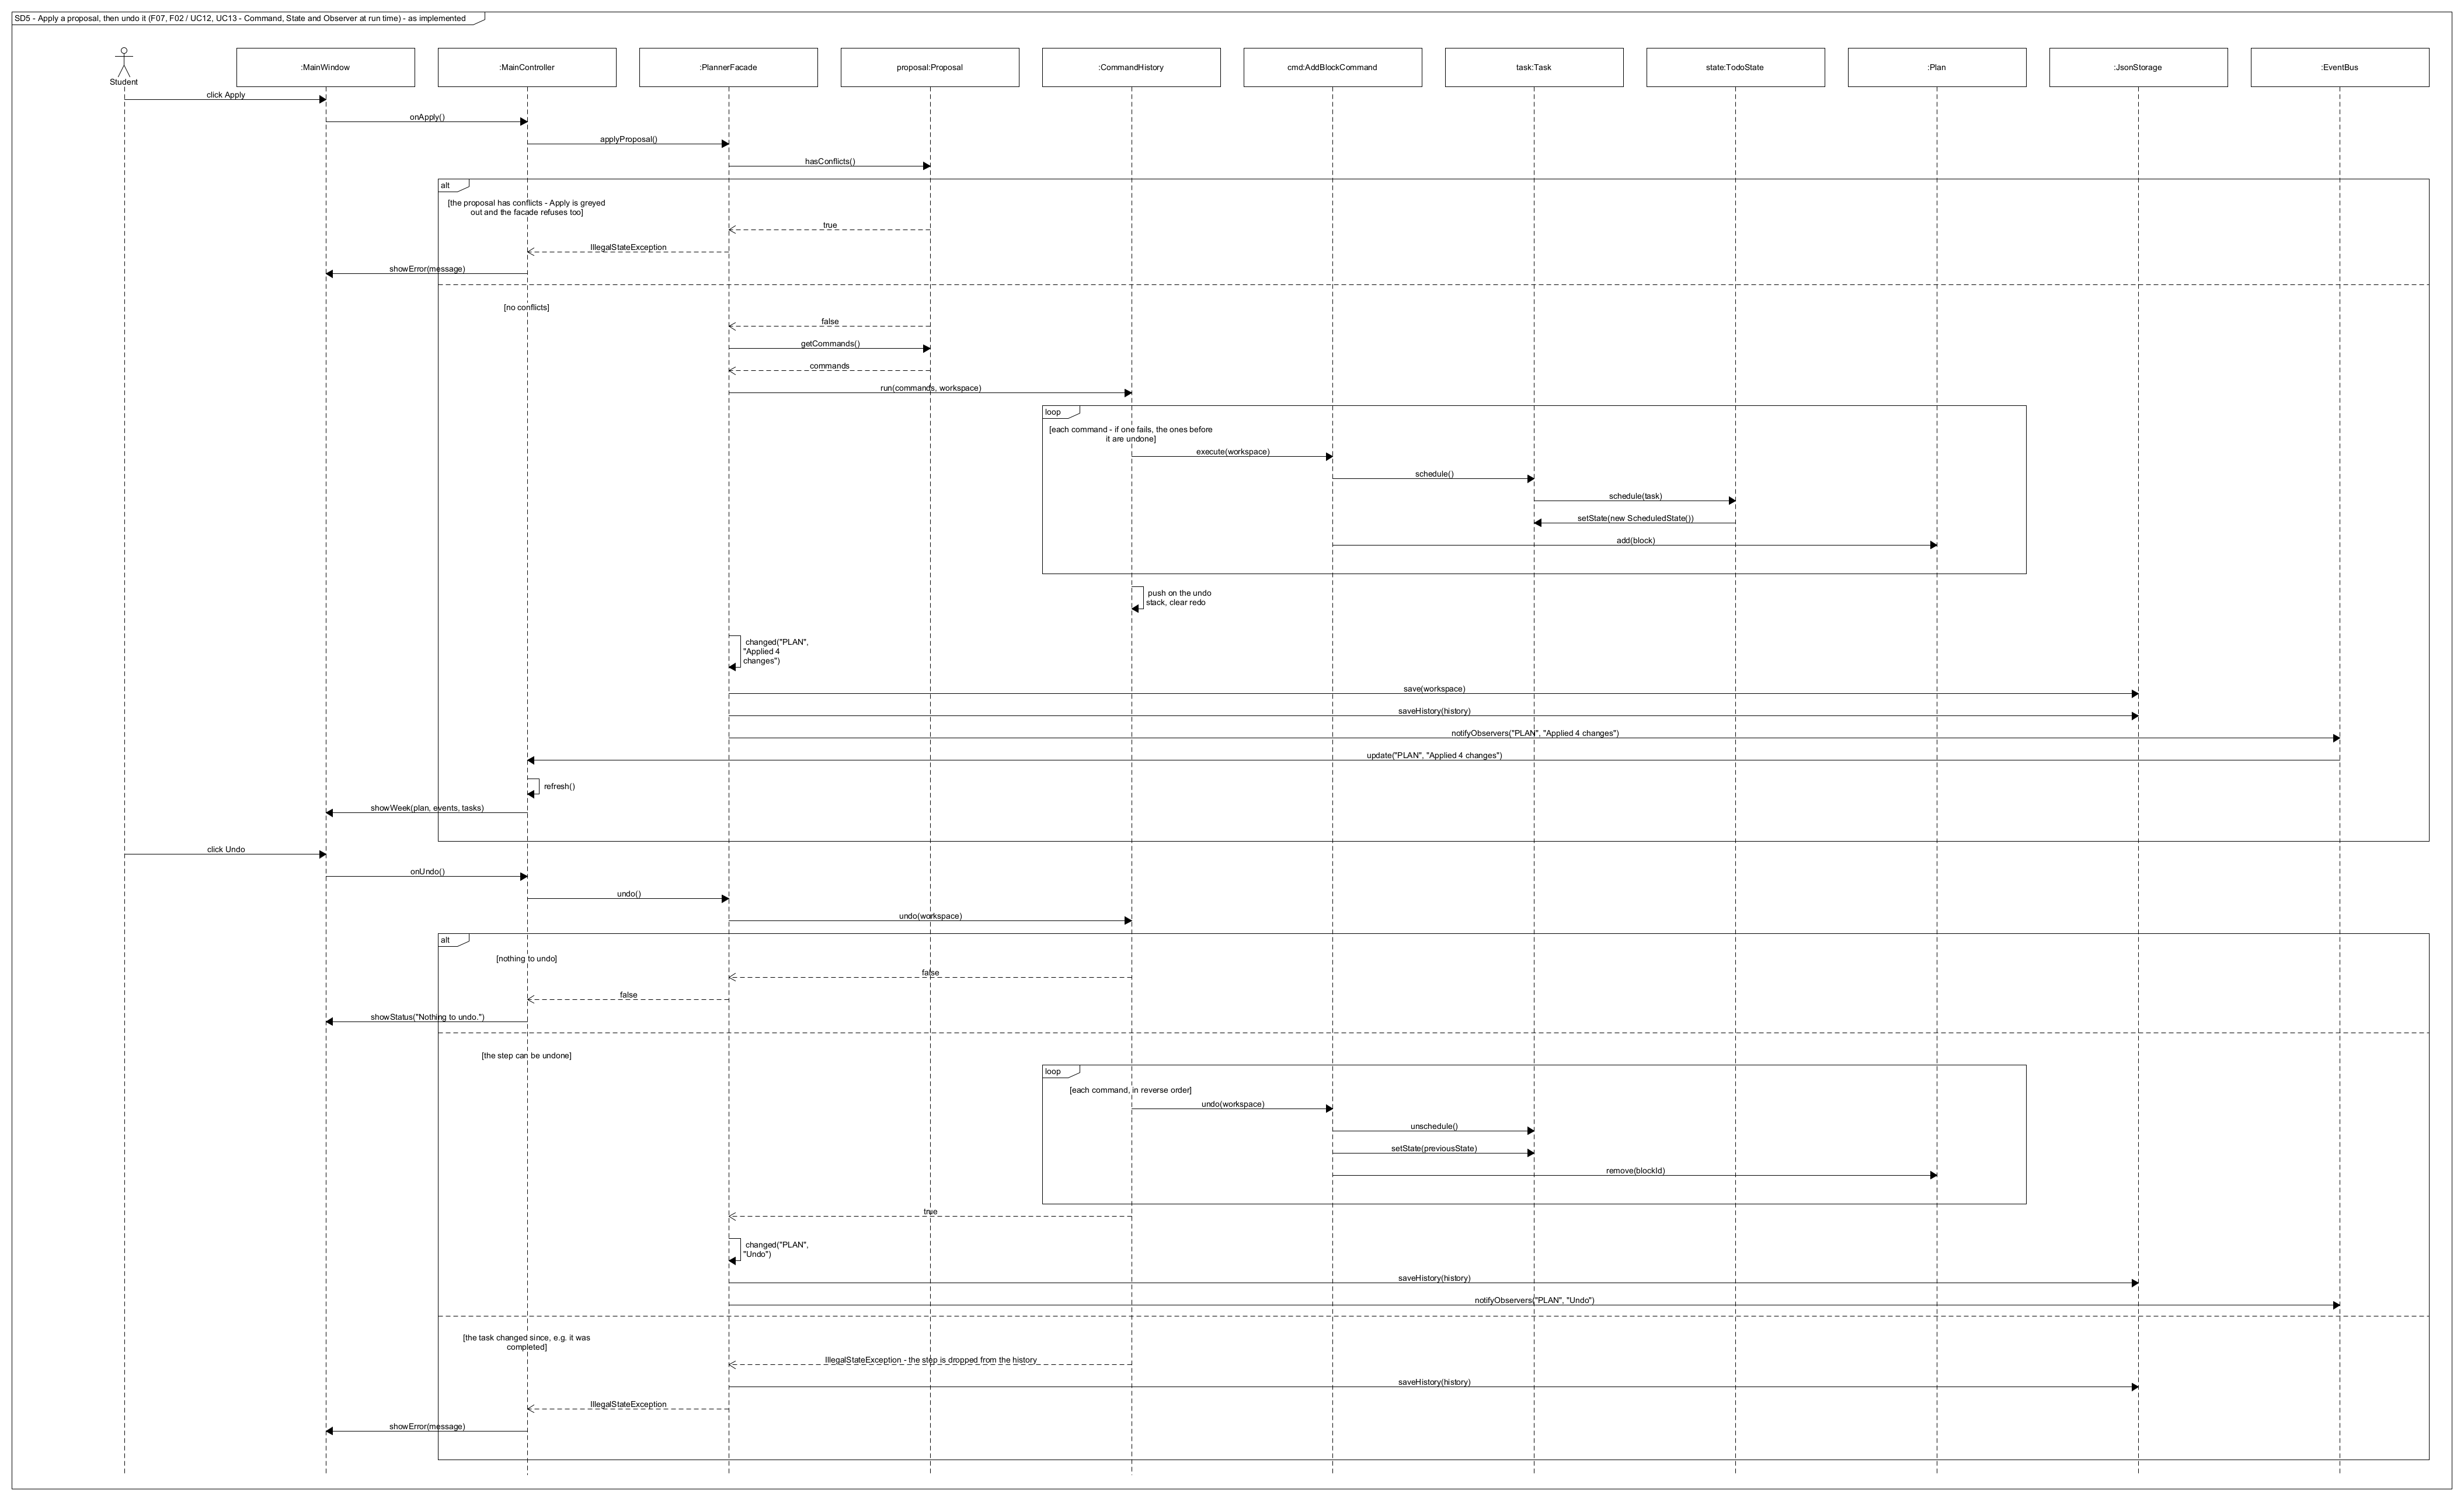 SD5 - Apply a proposal, then undo it (F07, F02 / UC12, UC13 - Command, State and Observer at run time) - as implemented
Student
:MainWindow
:MainController
:PlannerFacade
proposal:Proposal
:CommandHistory
cmd:AddBlockCommand
task:Task
state:TodoState
:Plan
:JsonStorage
:EventBus
click Apply
onApply()
applyProposal()
hasConflicts()
alt
[the proposal has conflicts - Apply is greyed
out and the facade refuses too]
true
IllegalStateException
showError(message)
[no conflicts]
false
getCommands()
commands
run(commands, workspace)
loop
[each command - if one fails, the ones before
it are undone]
execute(workspace)
schedule()
schedule(task)
setState(new ScheduledState())
add(block)
push on the undo
stack, clear redo
changed("PLAN",
"Applied 4
changes")
save(workspace)
saveHistory(history)
notifyObservers("PLAN", "Applied 4 changes")
update("PLAN", "Applied 4 changes")
refresh()
showWeek(plan, events, tasks)
click Undo
onUndo()
undo()
undo(workspace)
alt
[nothing to undo]
false
false
showStatus("Nothing to undo.")
[the step can be undone]
loop
[each command, in reverse order]
undo(workspace)
unschedule()
setState(previousState)
remove(blockId)
true
changed("PLAN",
"Undo")
saveHistory(history)
notifyObservers("PLAN", "Undo")
[the task changed since, e.g. it was
completed]
IllegalStateException - the step is dropped from the history
saveHistory(history)
IllegalStateException
showError(message)